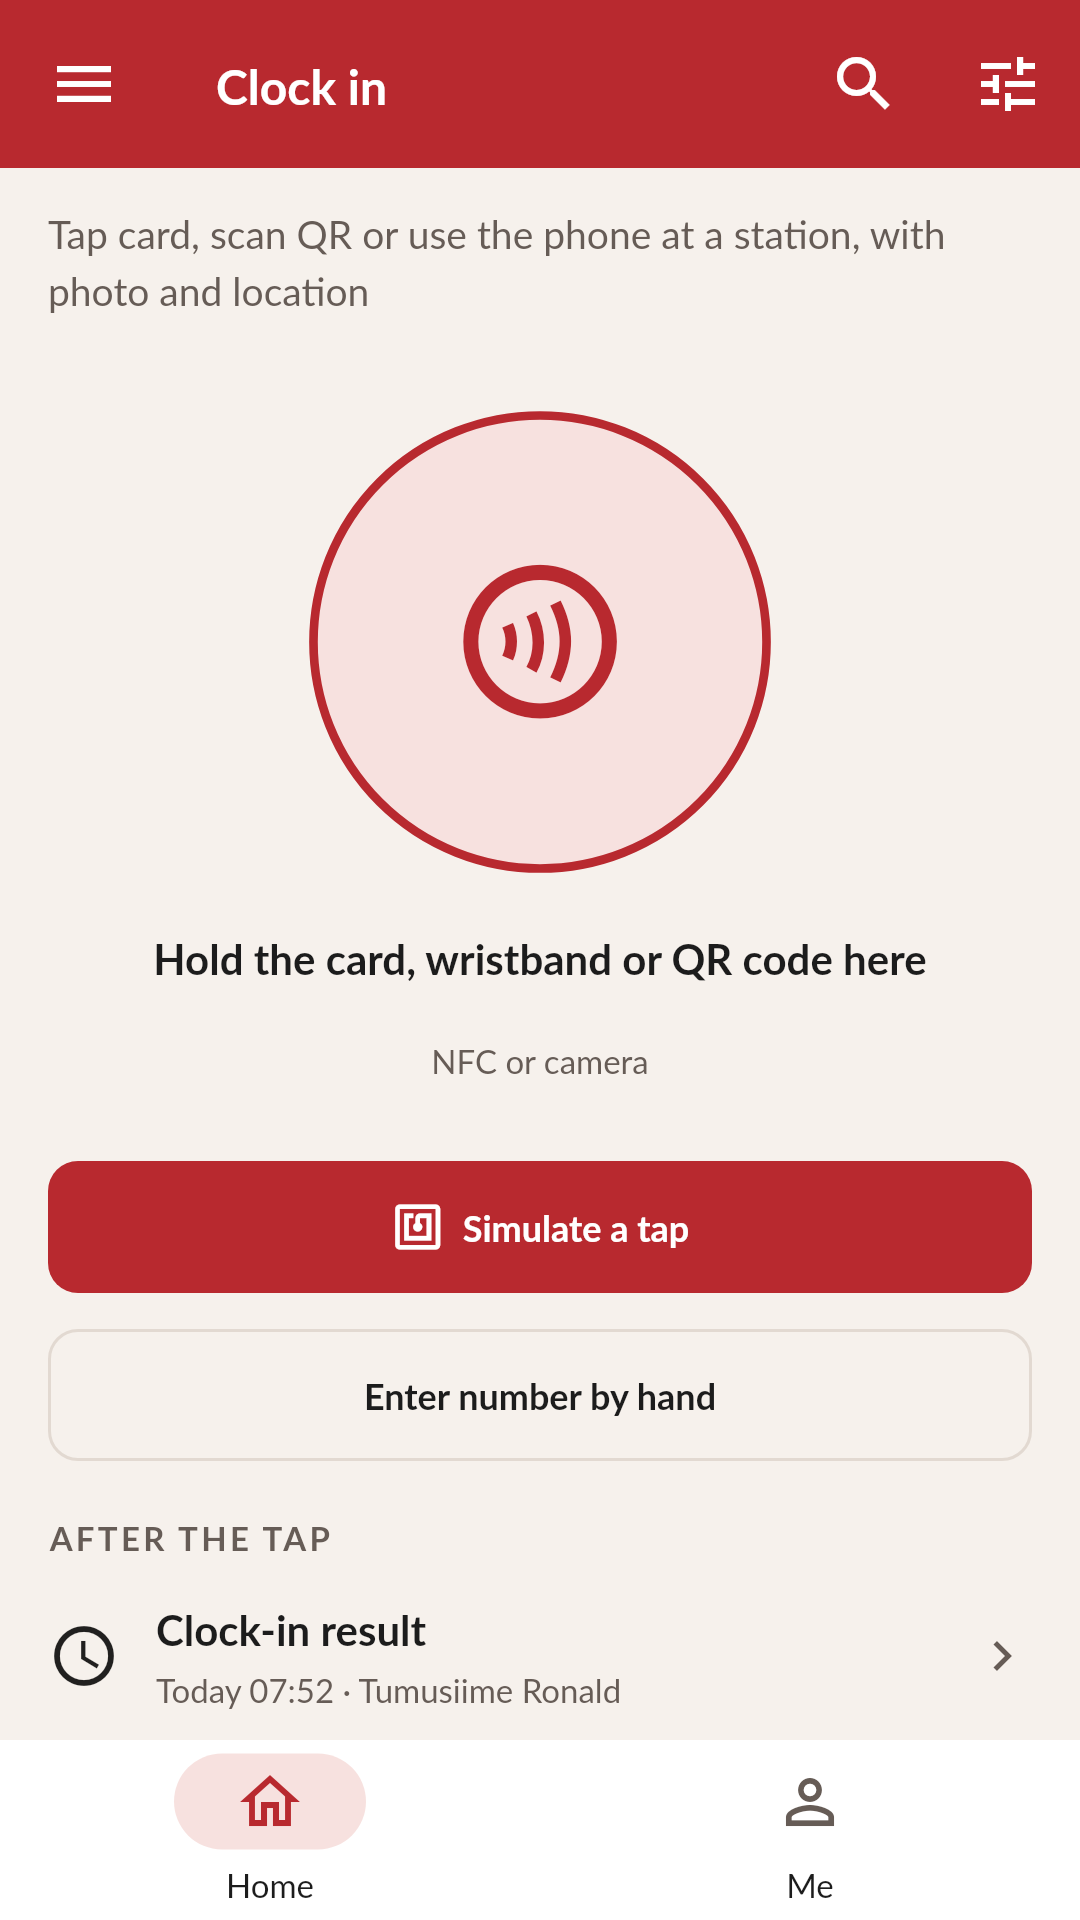 Clock in
Tap card, scan QR or use the phone at a station, with
photo and location
Hold the card, wristband or QR code here
NFC or camera
Simulate a tap
Enter number by hand
AFTER THE TAP
Clock-in result
Today 07:52 · Tumusiime Ronald
Home
Me